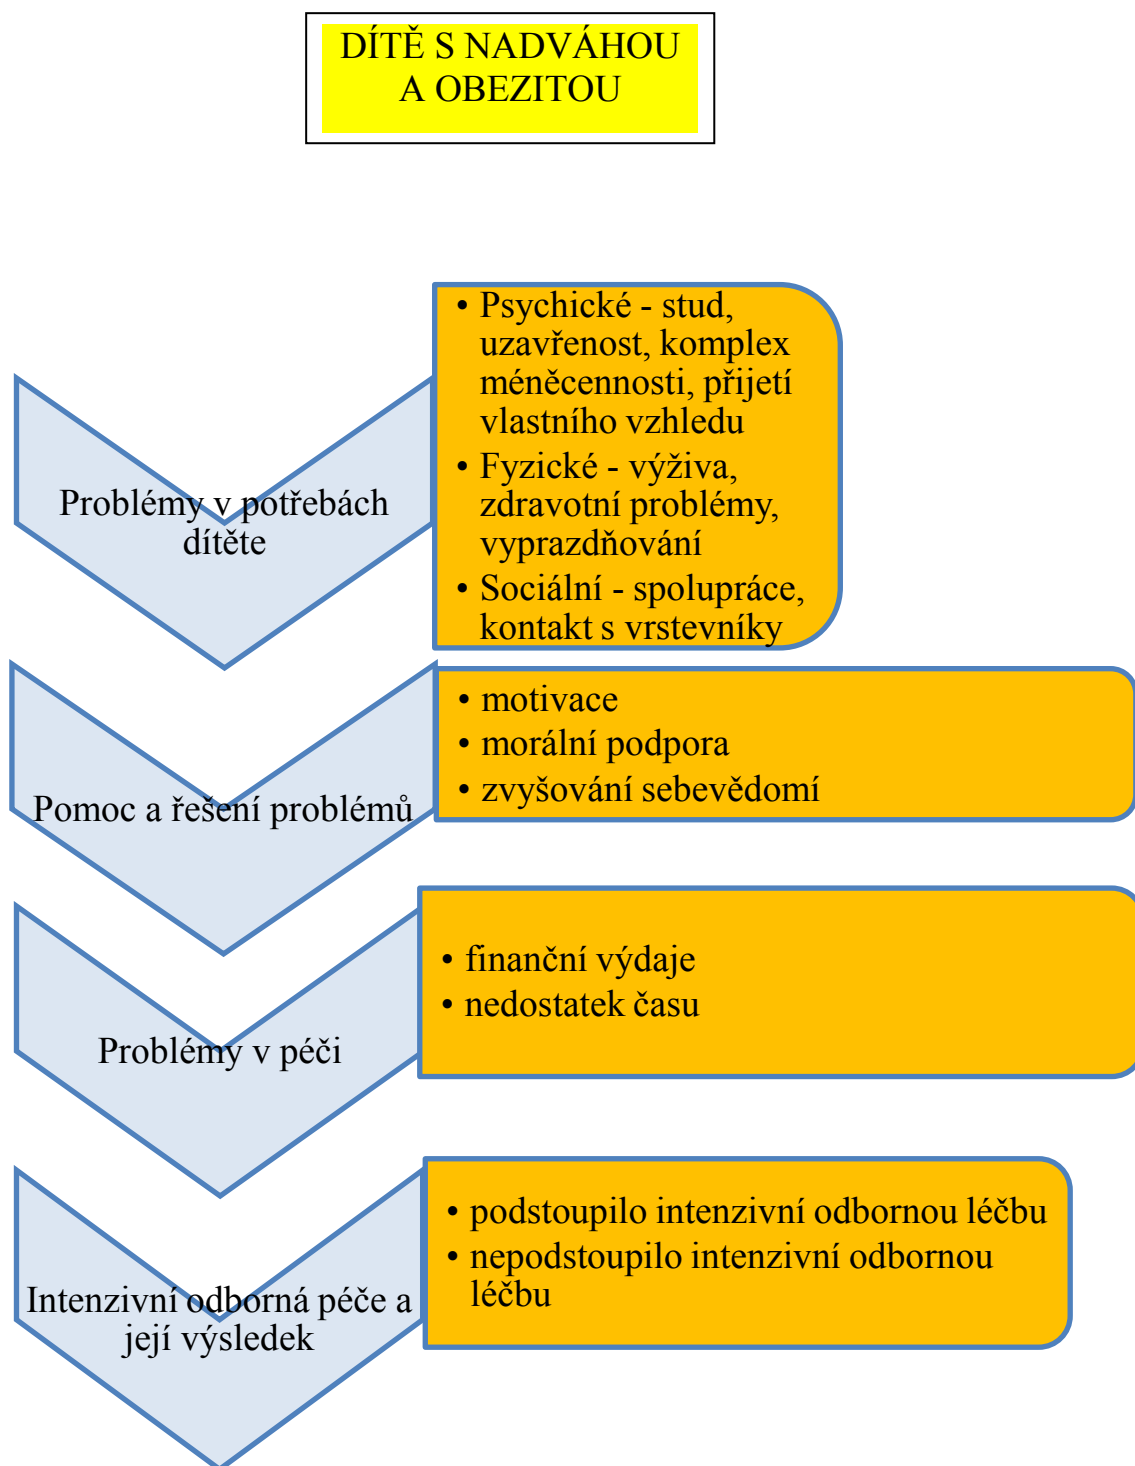 DÍTĚ S NADVÁHOU
A OBEZITOU
Problémy v potřebách
dítěte
• Psychické - stud,
uzavřenost, komplex
méněcennosti, přijetí
vlastního vzhledu
• Fyzické - výživa,
zdravotní problémy,
vyprazdňování
• Sociální - spolupráce,
kontakt s vrstevníky
Pomoc a řešení problémů
• motivace
• morální podpora
• zvyšování sebevědomí
Problémy v péči
• finanční výdaje
• nedostatek času
Intenzivní odborná péče a
její výsledek
• podstoupilo intenzivní odbornou léčbu
• nepodstoupilo intenzivní odbornou
léčbu